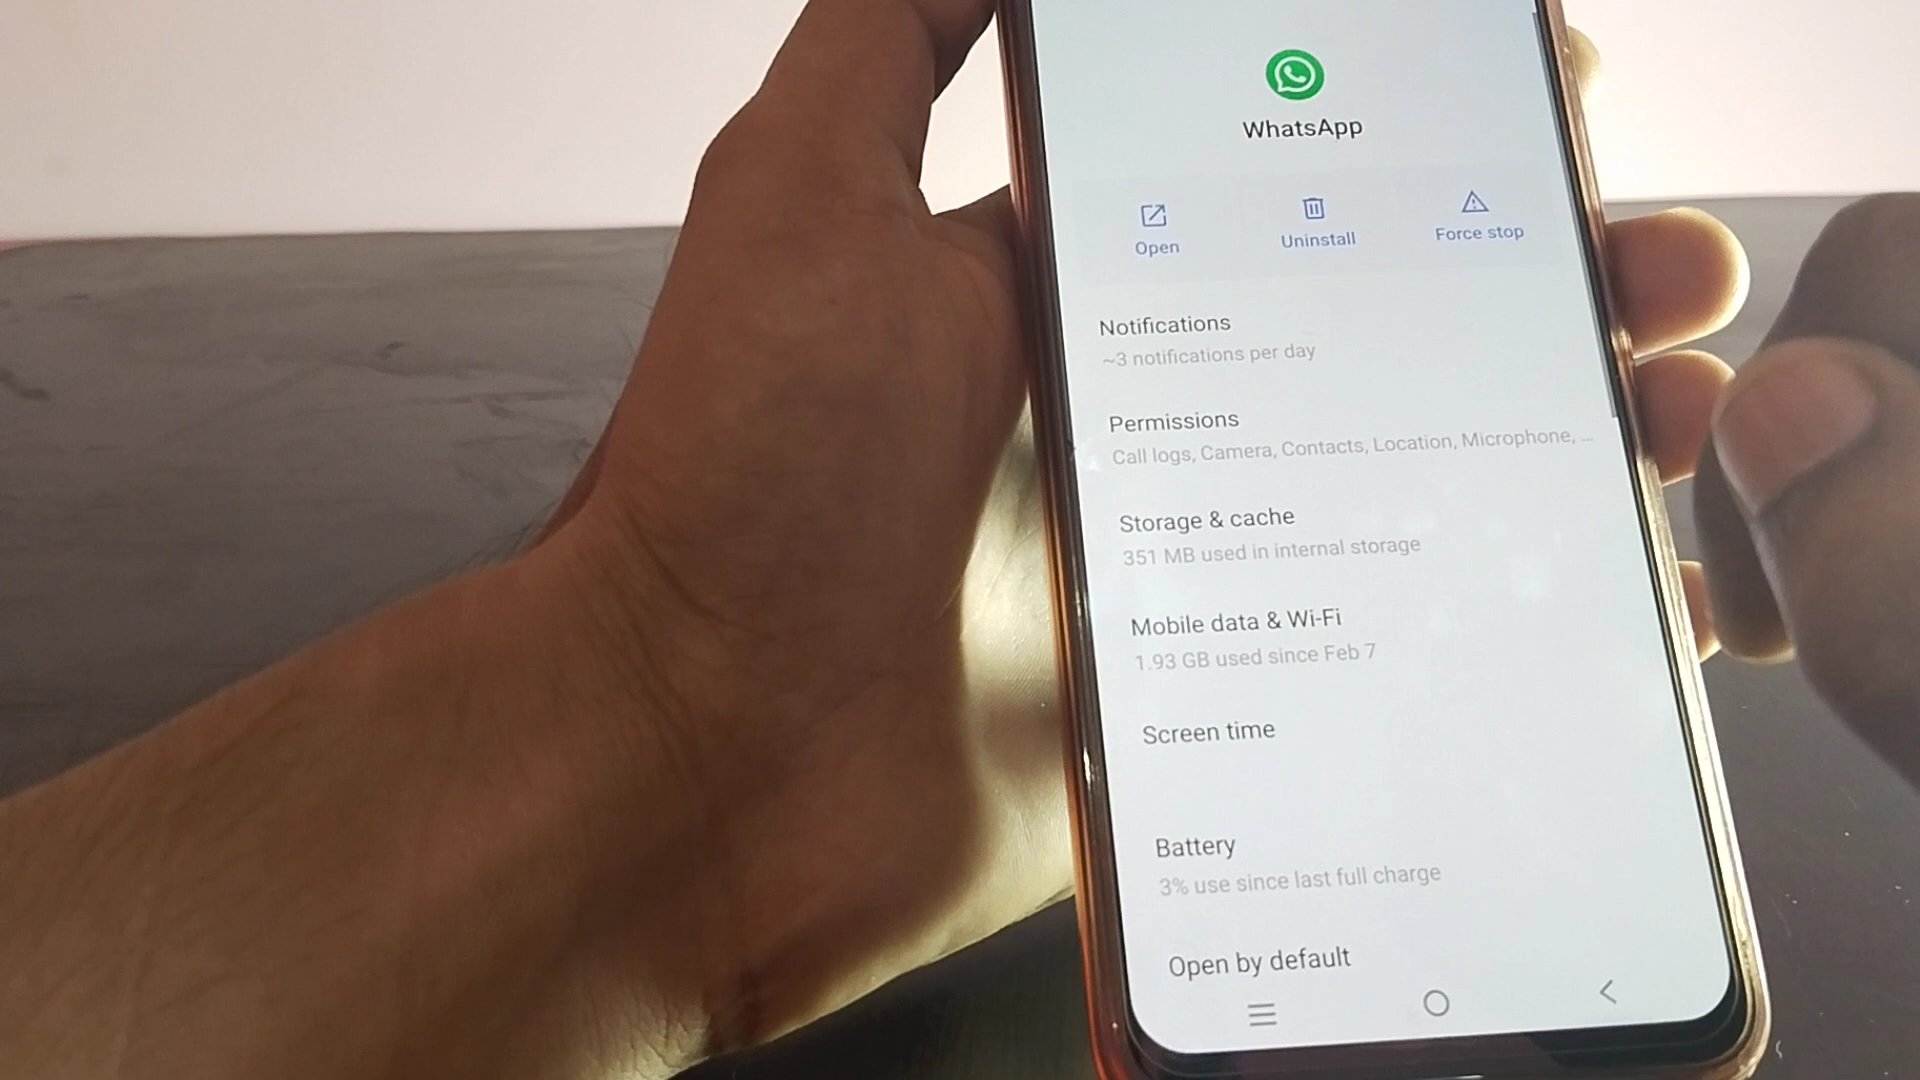 WhatsApp
Open
Uninstall
Force stop
Notifications
~3 notifications per day
Permissions
Call logs, Camera, Contacts, Location, Microphone, ...
Storage & cache
351 MB used in internal storage
Mobile data & Wi-Fi
1.93 GB used since Feb 7
Screen time
Battery
3% use since last full charge
Open by default